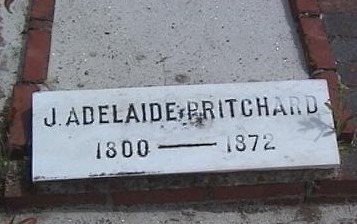 J. ADELAIDE PRITCHARD
1800 — 1872